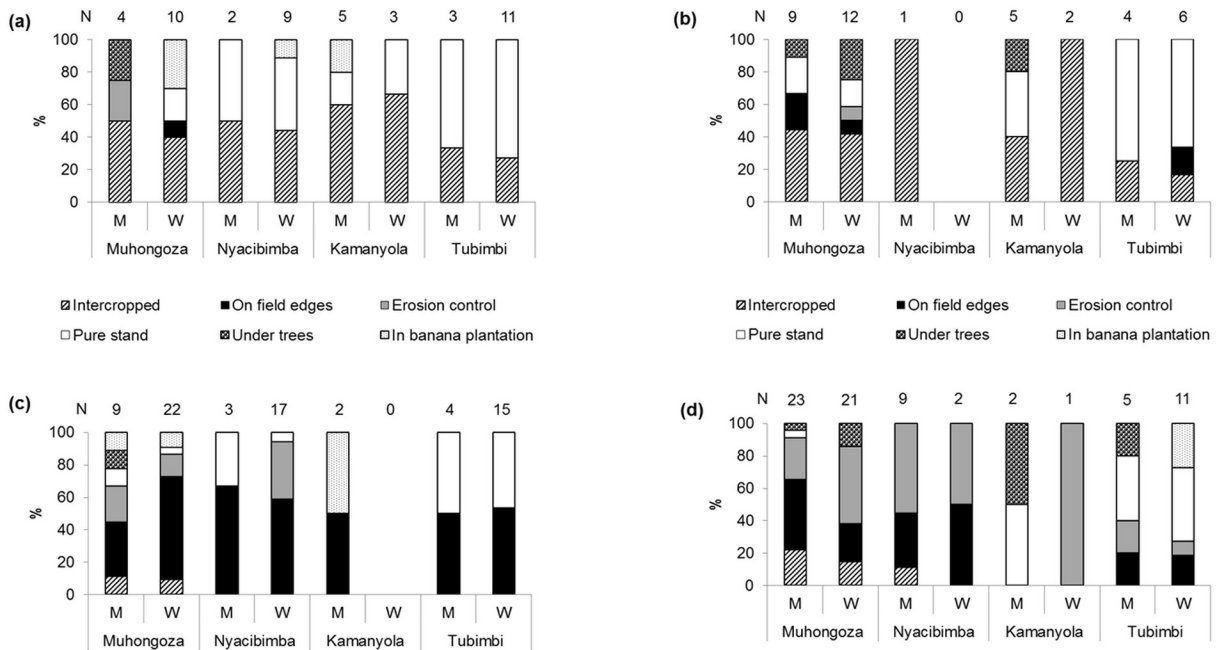 (a)
N 4 10 2 9 5 3 3 11
100
80
60
40
20
0
%
M W M W M W M W
Muhongoza Nyacibimba Kamanyola Tubimbi
(b)
N 9 12 1 0 5 2 4 6
100
80
60
40
20
0
%
M W M W M W M W
Muhongoza Nyacibimba Kamanyola Tubimbi
Intercropped On field edges Erosion control
Pure stand Under trees In banana plantation
Intercropped On field edges Erosion control
Pure stand Under trees In banana plantation
(c)
N 9 22 3 17 2 0 4 15
100
80
60
40
20
0
%
M W M W M W M W
Muhongoza Nyacibimba Kamanyola Tubimbi
(d)
N 23 21 9 2 2 1 5 11
100
80
60
40
20
0
%
M W M W M W M W
Muhongoza Nyacibimba Kamanyola Tubimbi